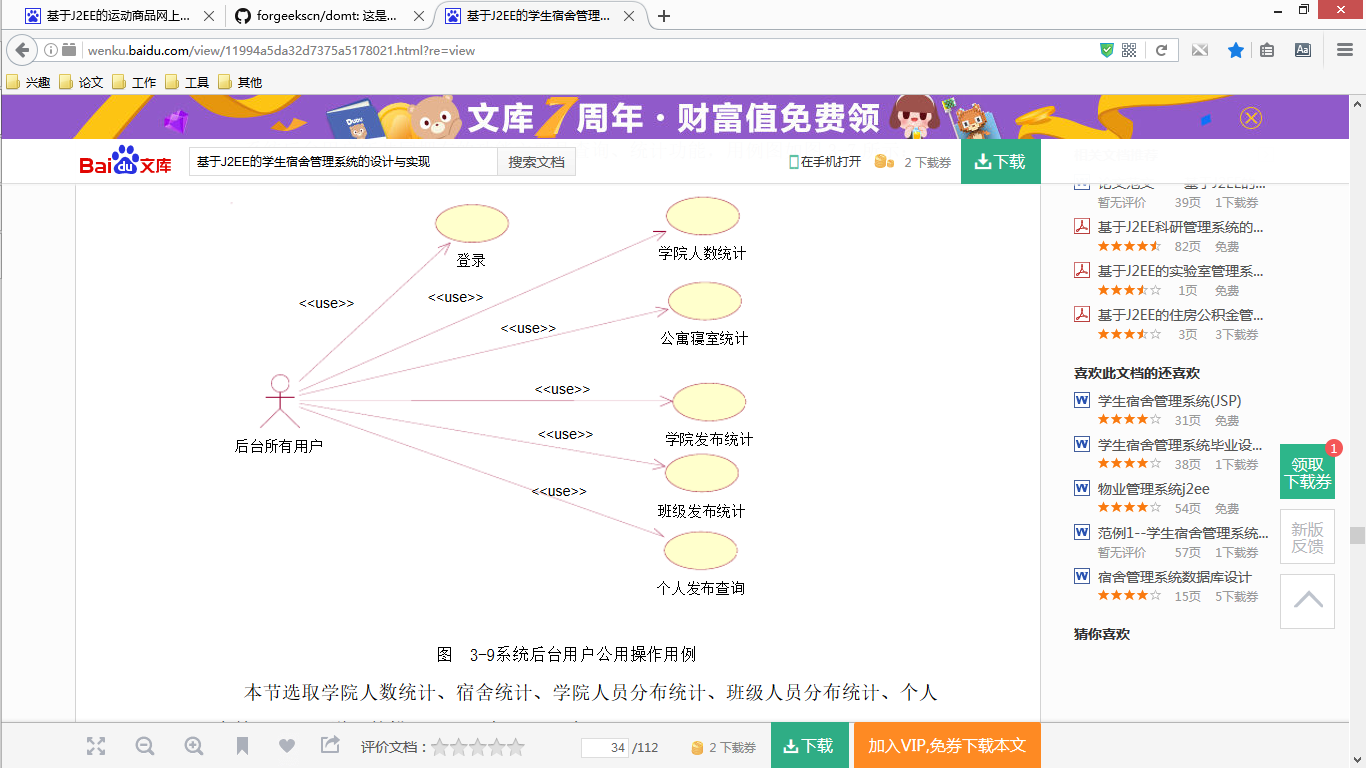 基于J2EE的运动商品网上...
forgeekscn/domt: 这是...
基于J2EE的学生宿舍管理...
wenku.baidu.com/view/11994a5da32d7375a5178021.html?re=view
兴趣
论文
工作
工具
其他
文库7周年·财富值免费领
Bai du 文库
基于J2EE的学生宿舍管理系统的设计与实现
搜索文档
在手机打开
2 下载券
下载
登录
学院人数统计
<<use>>
<<use>>
<<use>>
公寓寝室统计
<<use>>
学院发布统计
<<use>>
后台所有用户
<<use>>
班级发布统计
个人发布查询
图 3-9系统后台用户公用操作用例
本节选取学院人数统计、宿舍统计、学院人员分布统计、班级人员分布统计、个人
暂无评价 39页 1下载券
基于J2EE科研管理系统的...
82页 免费
基于J2EE的实验室管理系...
1页 免费
基于J2EE的住房公积金管...
3页 3下载券
喜欢此文档的还喜欢
学生宿舍管理系统(JSP)
31页 免费
学生宿舍管理系统毕业设...
38页 1下载券
物业管理系统j2ee
54页 免费
范例1--学生宿舍管理系统...
暂无评价 57页 1下载券
宿舍管理系统数据库设计
15页 5下载券
猜你喜欢
1
领取
下载券
新版
反馈
评价文档：
34 /112
2 下载券
下载
加入VIP,免券下载本文